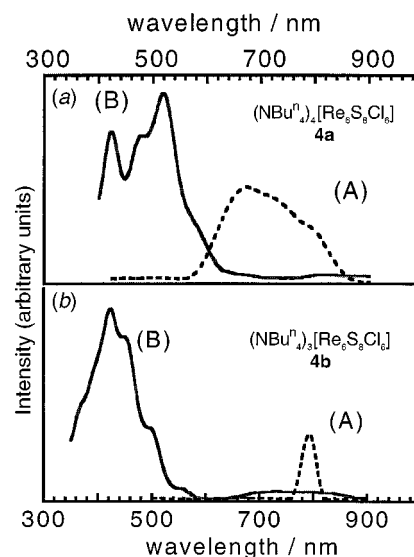 wavelength / nm
300 500 700 900
(a) (B) (NBuⁿ₄)₄[Re₆S₈Cl₆]
4a
(A)
Intensity (arbitrary units)
(b) (B) (NBuⁿ₄)₃[Re₆S₈Cl₆]
4b
(A)
300 500 700 900
wavelength / nm